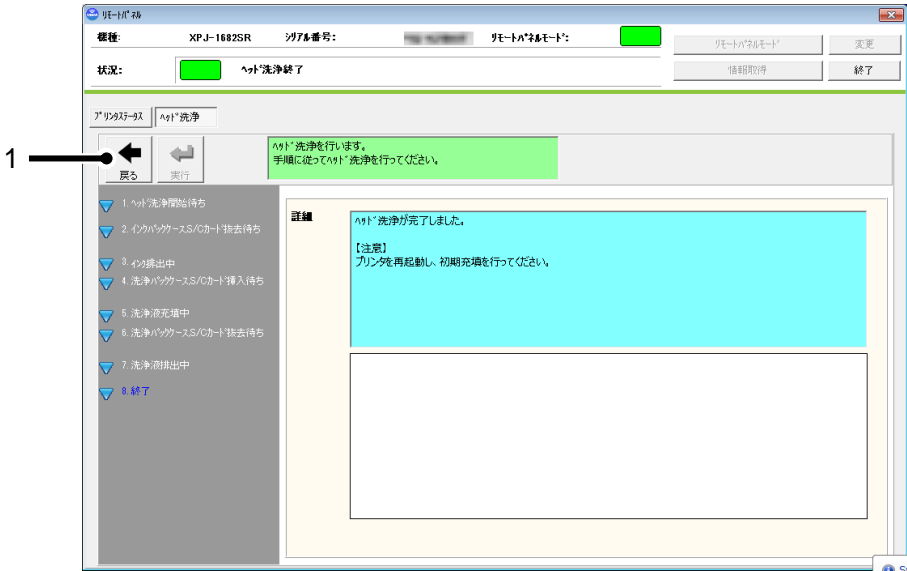 リモートパネル
機種: XPJ-1682SR シリアル番号: リモートパネルモード:
リモートパネルモード 変更
状況: ヘッド洗浄終了
情報取得 終了
プリンタステータス ヘッド洗浄
1
戻る 実行
ヘッド洗浄を行います。
手順に従ってヘッド洗浄を行ってください。
1. ヘッド洗浄開始待ち
2. インクパックケース,S/Cカード抜去待ち
3. インク排出中
4. 洗浄パックケース,S/Cカード挿入待ち
5. 洗浄液充填中
6. 洗浄パックケース,S/Cカード抜去待ち
7. 洗浄液排出中
8. 終了
詳細
ヘッド洗浄が完了しました。
【注意】
プリンタを再起動し、初期充填を行ってください。